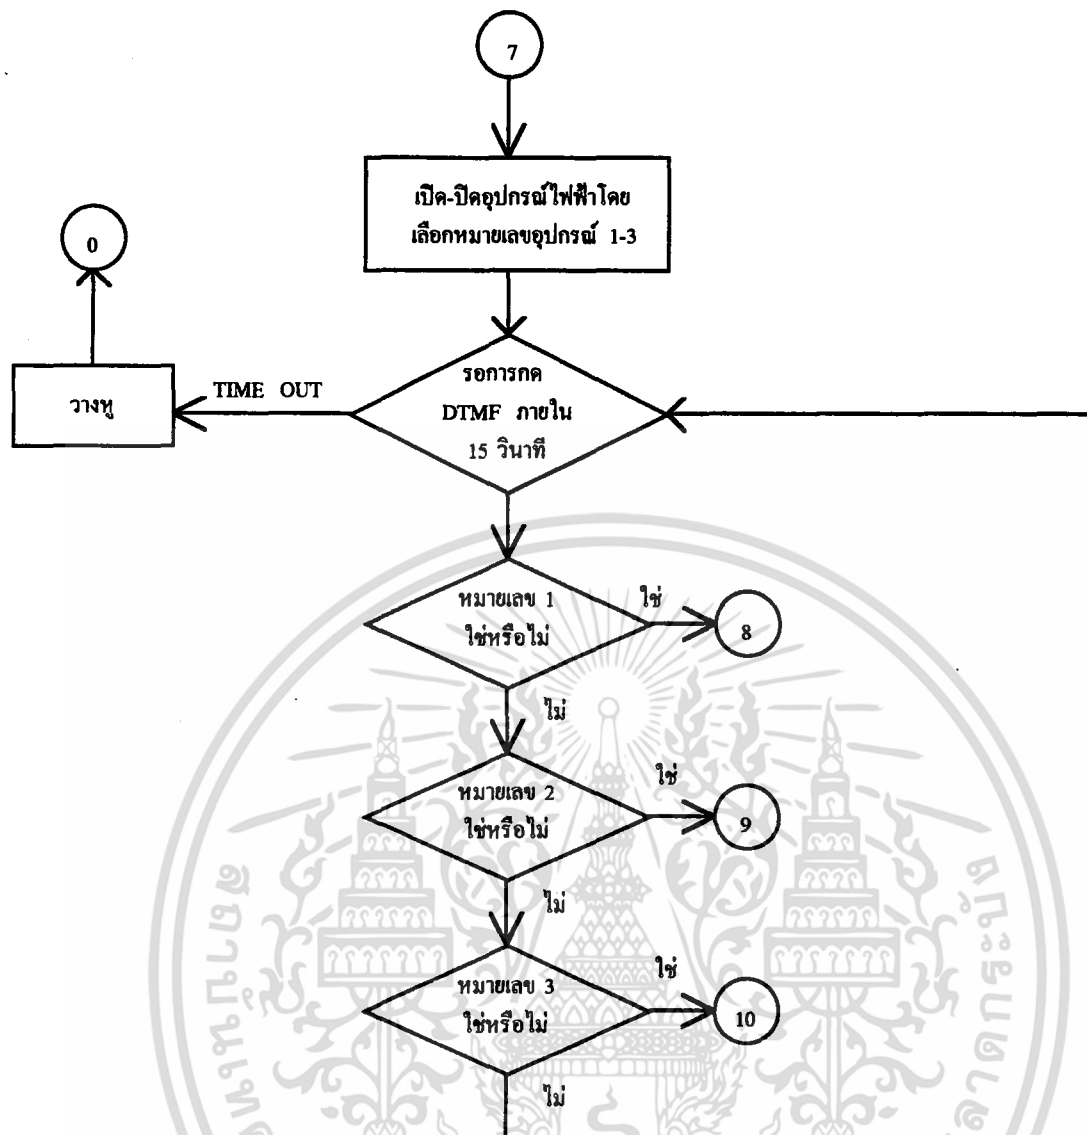 7
เปิด-ปิดอุปกรณ์ไฟฟ้าโดย
เลือกหมายเลขอุปกรณ์ 1-3
0
วางหู
TIME OUT
รอการกด
DTMF ภายใน
15 วินาที
หมายเลข 1
ใช่หรือไม่
ใช่
8
ไม่
หมายเลข 2
ใช่หรือไม่
ใช่
9
ไม่
หมายเลข 3
ใช่หรือไม่
ใช่
10
ไม่